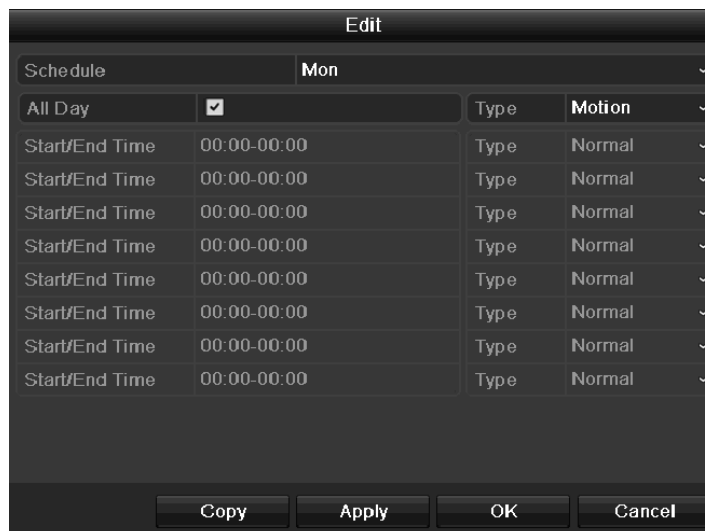 Edit
Schedule Mon
All Day Type Motion
Start/End Time 00:00-00:00 Type Normal
Start/End Time 00:00-00:00 Type Normal
Start/End Time 00:00-00:00 Type Normal
Start/End Time 00:00-00:00 Type Normal
Start/End Time 00:00-00:00 Type Normal
Start/End Time 00:00-00:00 Type Normal
Start/End Time 00:00-00:00 Type Normal
Start/End Time 00:00-00:00 Type Normal
Copy Apply OK Cancel